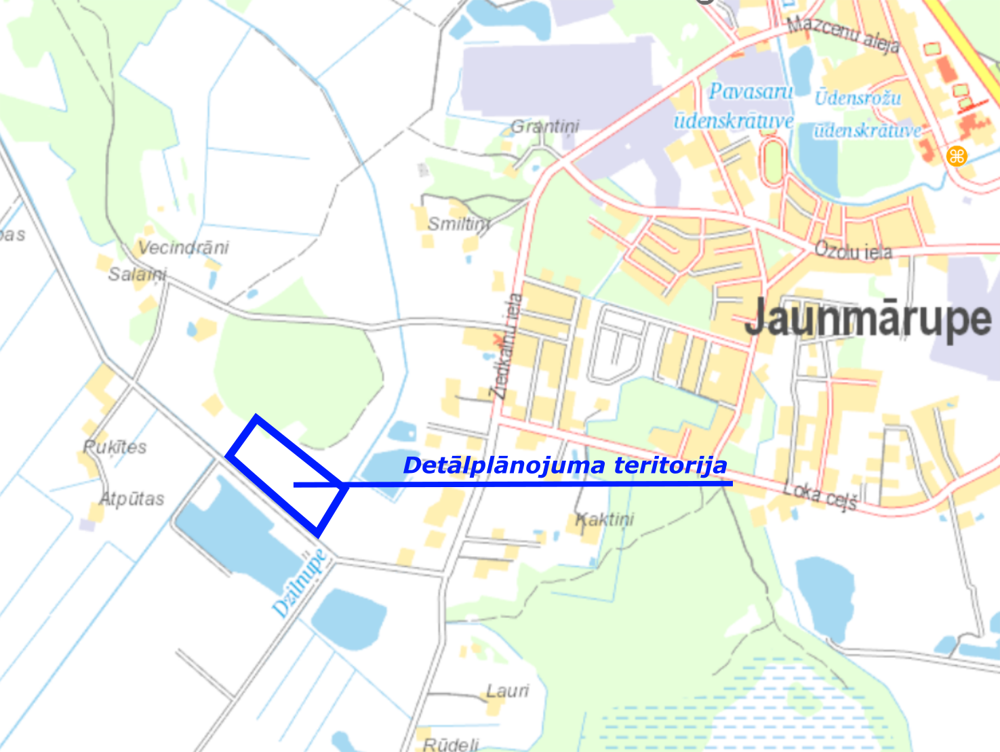 Mazcenu aleja
Pavasaru
ūdenskrātuve
Ūdensrožu
ūdenskrātuve
Grantiņi
Smiltiņi
Vecindrāni
Salaiņi
Ozolu iela
Ziedkalnu iela
Jaunmārupe
Puķītes
Atpūtas
Detālplānojuma teritorija
Loka ceļš
Kaktiņi
Dzilnupe
Lauri
Rūdeļi